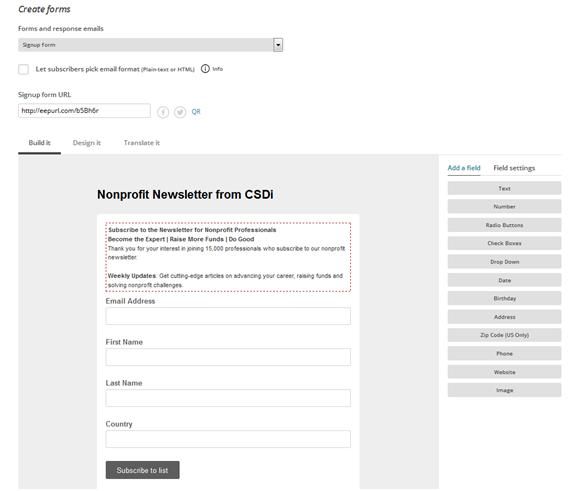 Create forms
Forms and response emails
Signup form
Let subscribers pick email format (Plain-text or HTML) Info
Signup form URL
http://eepurl.com/b5Bh6r
QR
Build it Design it Translate it
Add a field Field settings
Nonprofit Newsletter from CSDi
Subscribe to the Newsletter for Nonprofit Professionals
Become the Expert | Raise More Funds | Do Good
Thank you for your interest in joining 15,000 professionals who subscribe to our nonprofit
newsletter.
Weekly Updates: Get cutting-edge articles on advancing your career, raising funds and
solving nonprofit challenges.
Email Address
First Name
Last Name
Country
Subscribe to list
Text
Number
Radio Buttons
Check Boxes
Drop Down
Date
Birthday
Address
Zip Code (US Only)
Phone
Website
Image